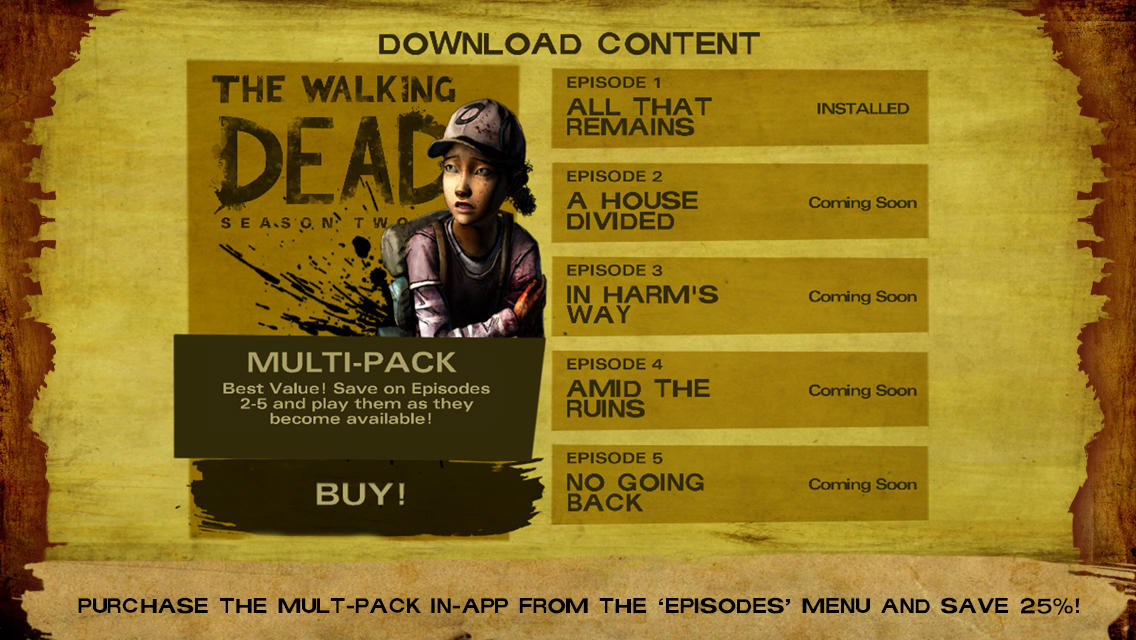 DOWNLOAD CONTENT
THE WALKING
DEAD
SEASON TWO
MULTI-PACK
Best Value! Save on Episodes
2-5 and play them as they
become available!
BUY!
EPISODE 1
ALL THAT
REMAINS
INSTALLED
EPISODE 2
A HOUSE
DIVIDED
Coming Soon
EPISODE 3
IN HARM'S
WAY
Coming Soon
EPISODE 4
AMID THE
RUINS
Coming Soon
EPISODE 5
NO GOING
BACK
Coming Soon
PURCHASE THE MULT-PACK IN-APP FROM THE ‘EPISODES’ MENU AND SAVE 25%!